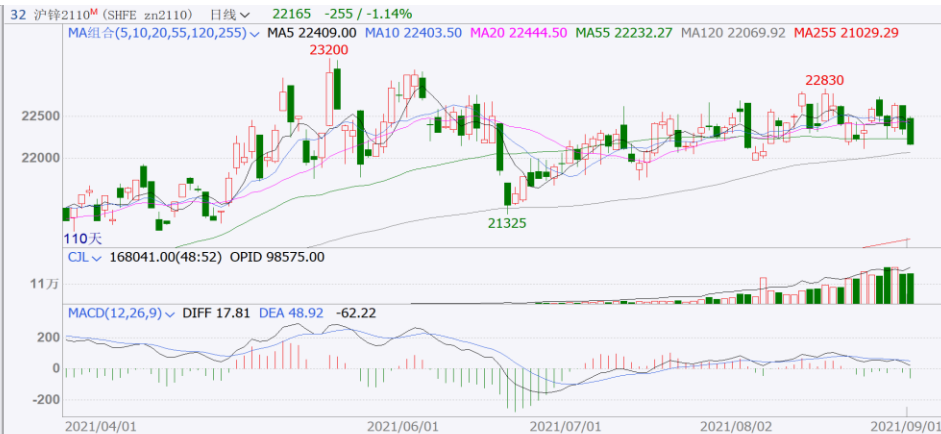 32 沪锌2110M (SHFE zn2110) 日线 22165 -255 / -1.14%
MA组合(5,10,20,55,120,255) MA5 22409.00 MA10 22403.50 MA20 22444.50 MA55 22232.27 MA120 22069.92 MA255 21029.29
23200
22830
22500
22000
21325
110天
CJL 168041.00(48:52) OPID 98575.00
11万
MACD(12,26,9) DIFF 17.81 DEA 48.92 -62.22
200
0
-200
2021/04/01 2021/06/01 2021/07/01 2021/08/02 2021/09/01